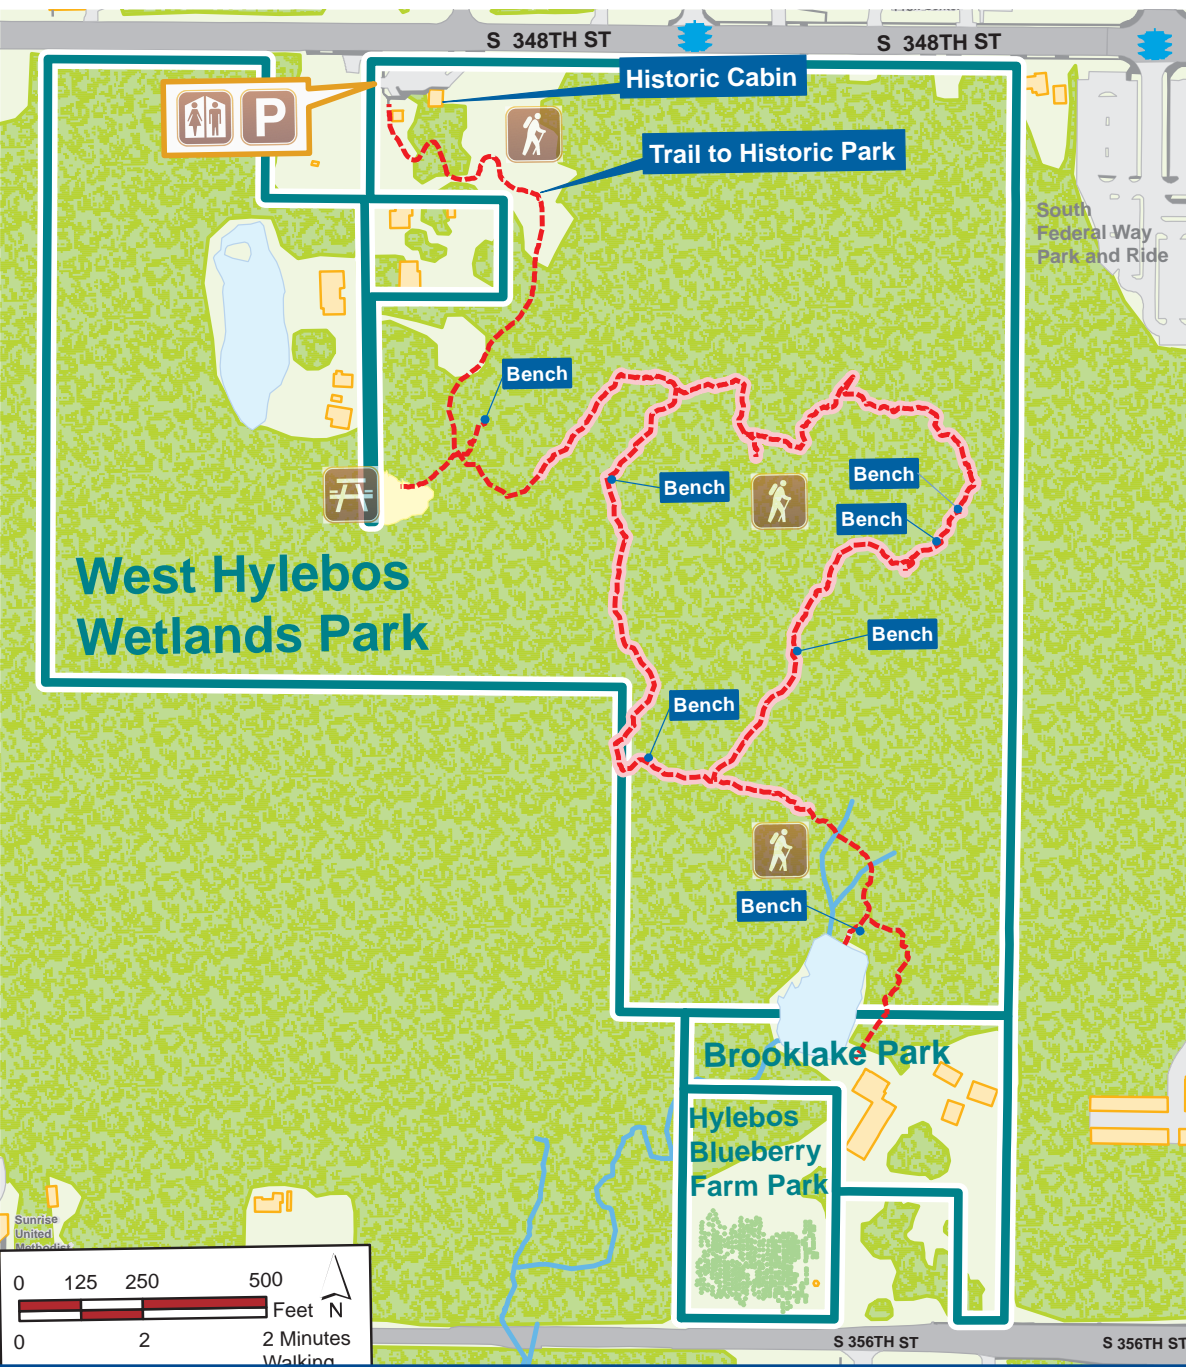 S 348TH ST
S 348TH ST
Historic Cabin
P
Trail to Historic Park
South
Federal Way
Park and Ride
Bench
Bench
Bench
Bench
West Hylebos
Wetlands Park
Bench
Bench
Bench
Brooklake Park
Hylebos
Blueberry
Farm Park
Sunrise
United
Methodist
0 125 250 500
Feet N
0 2 2 Minutes
Walking
S 356TH ST
S 356TH ST